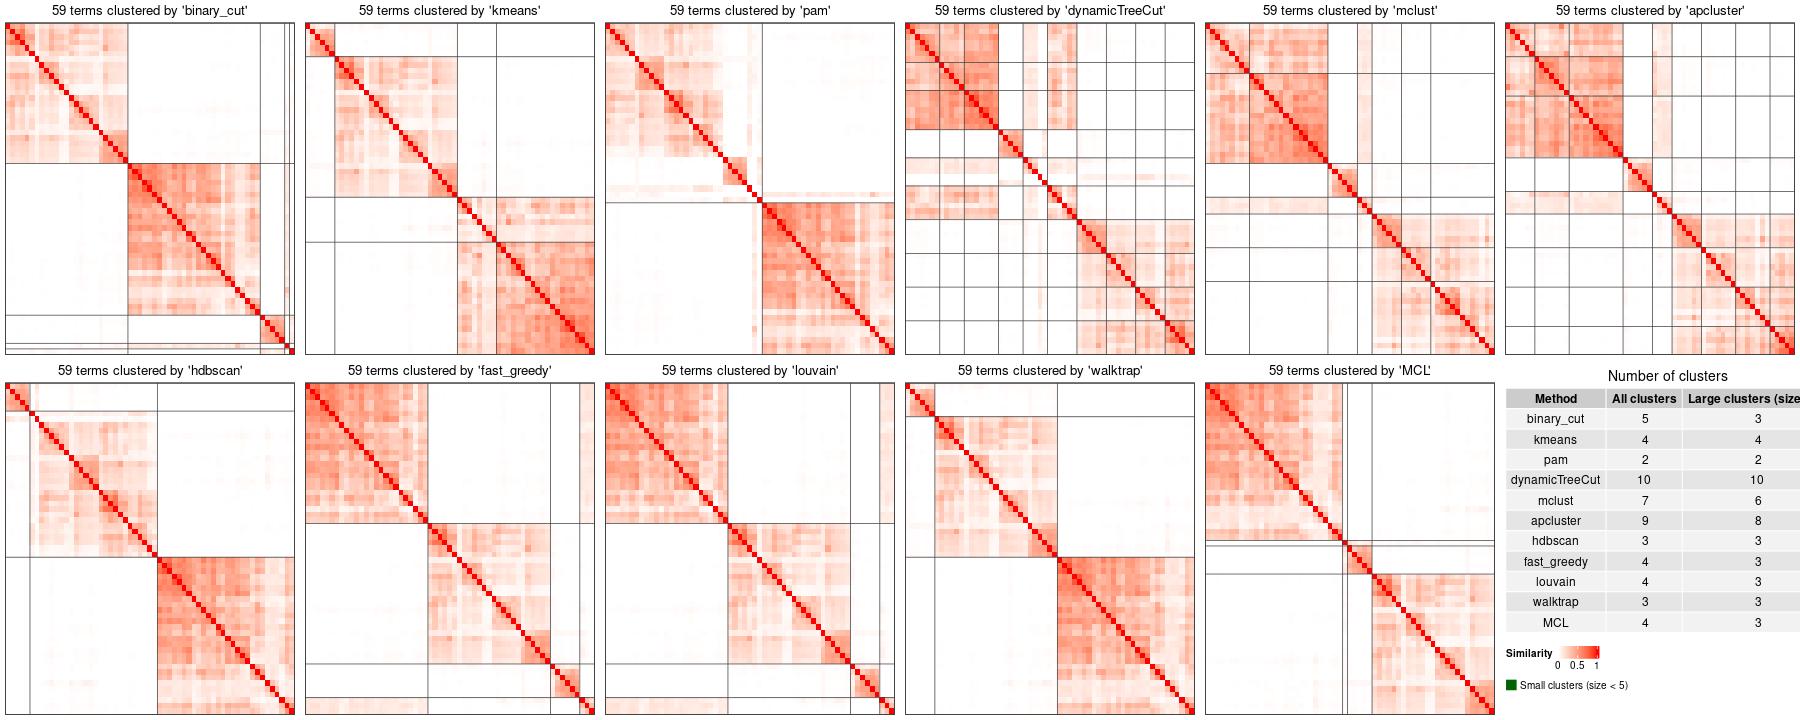 59 terms clustered by 'binary_cut'
59 terms clustered by 'kmeans'
59 terms clustered by 'pam'
59 terms clustered by 'dynamicTreeCut'
59 terms clustered by 'mclust'
59 terms clustered by 'apcluster'
59 terms clustered by 'hdbscan'
59 terms clustered by 'fast_greedy'
59 terms clustered by 'louvain'
59 terms clustered by 'walktrap'
59 terms clustered by 'MCL'
Number of clusters
Method All clusters Large clusters (size
binary_cut 5 3
kmeans 4 4
pam 2 2
dynamicTreeCut 10 10
mclust 7 6
apcluster 9 8
hdbscan 3 3
fast_greedy 4 3
louvain 4 3
walktrap 3 3
MCL 4 3
Similarity
0 0.5 1
Small clusters (size < 5)